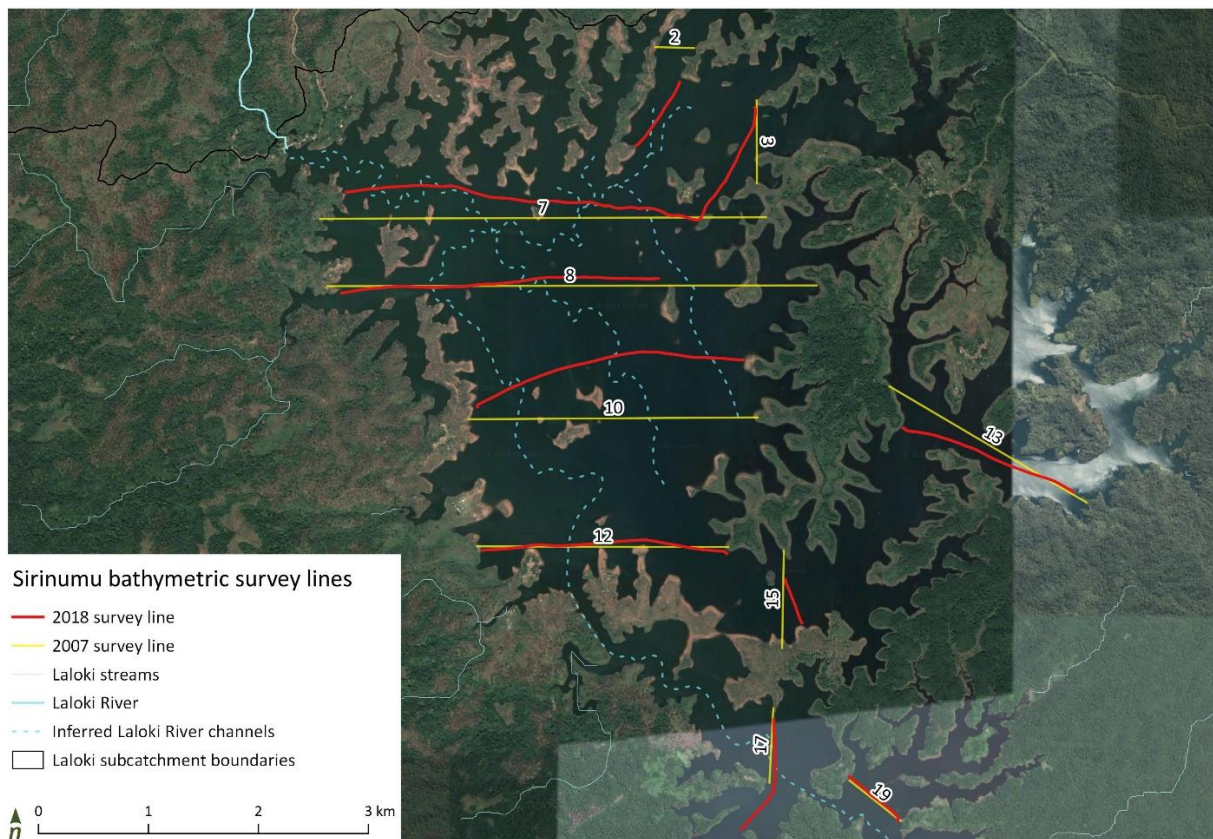 2
3
7
8
10
13
12
15
17
19
Sirinumu bathymetric survey lines
2018 survey line
2007 survey line
Laloki streams
Laloki River
Inferred Laloki River channels
Laloki subcatchment boundaries
n
0 1 2 3 km